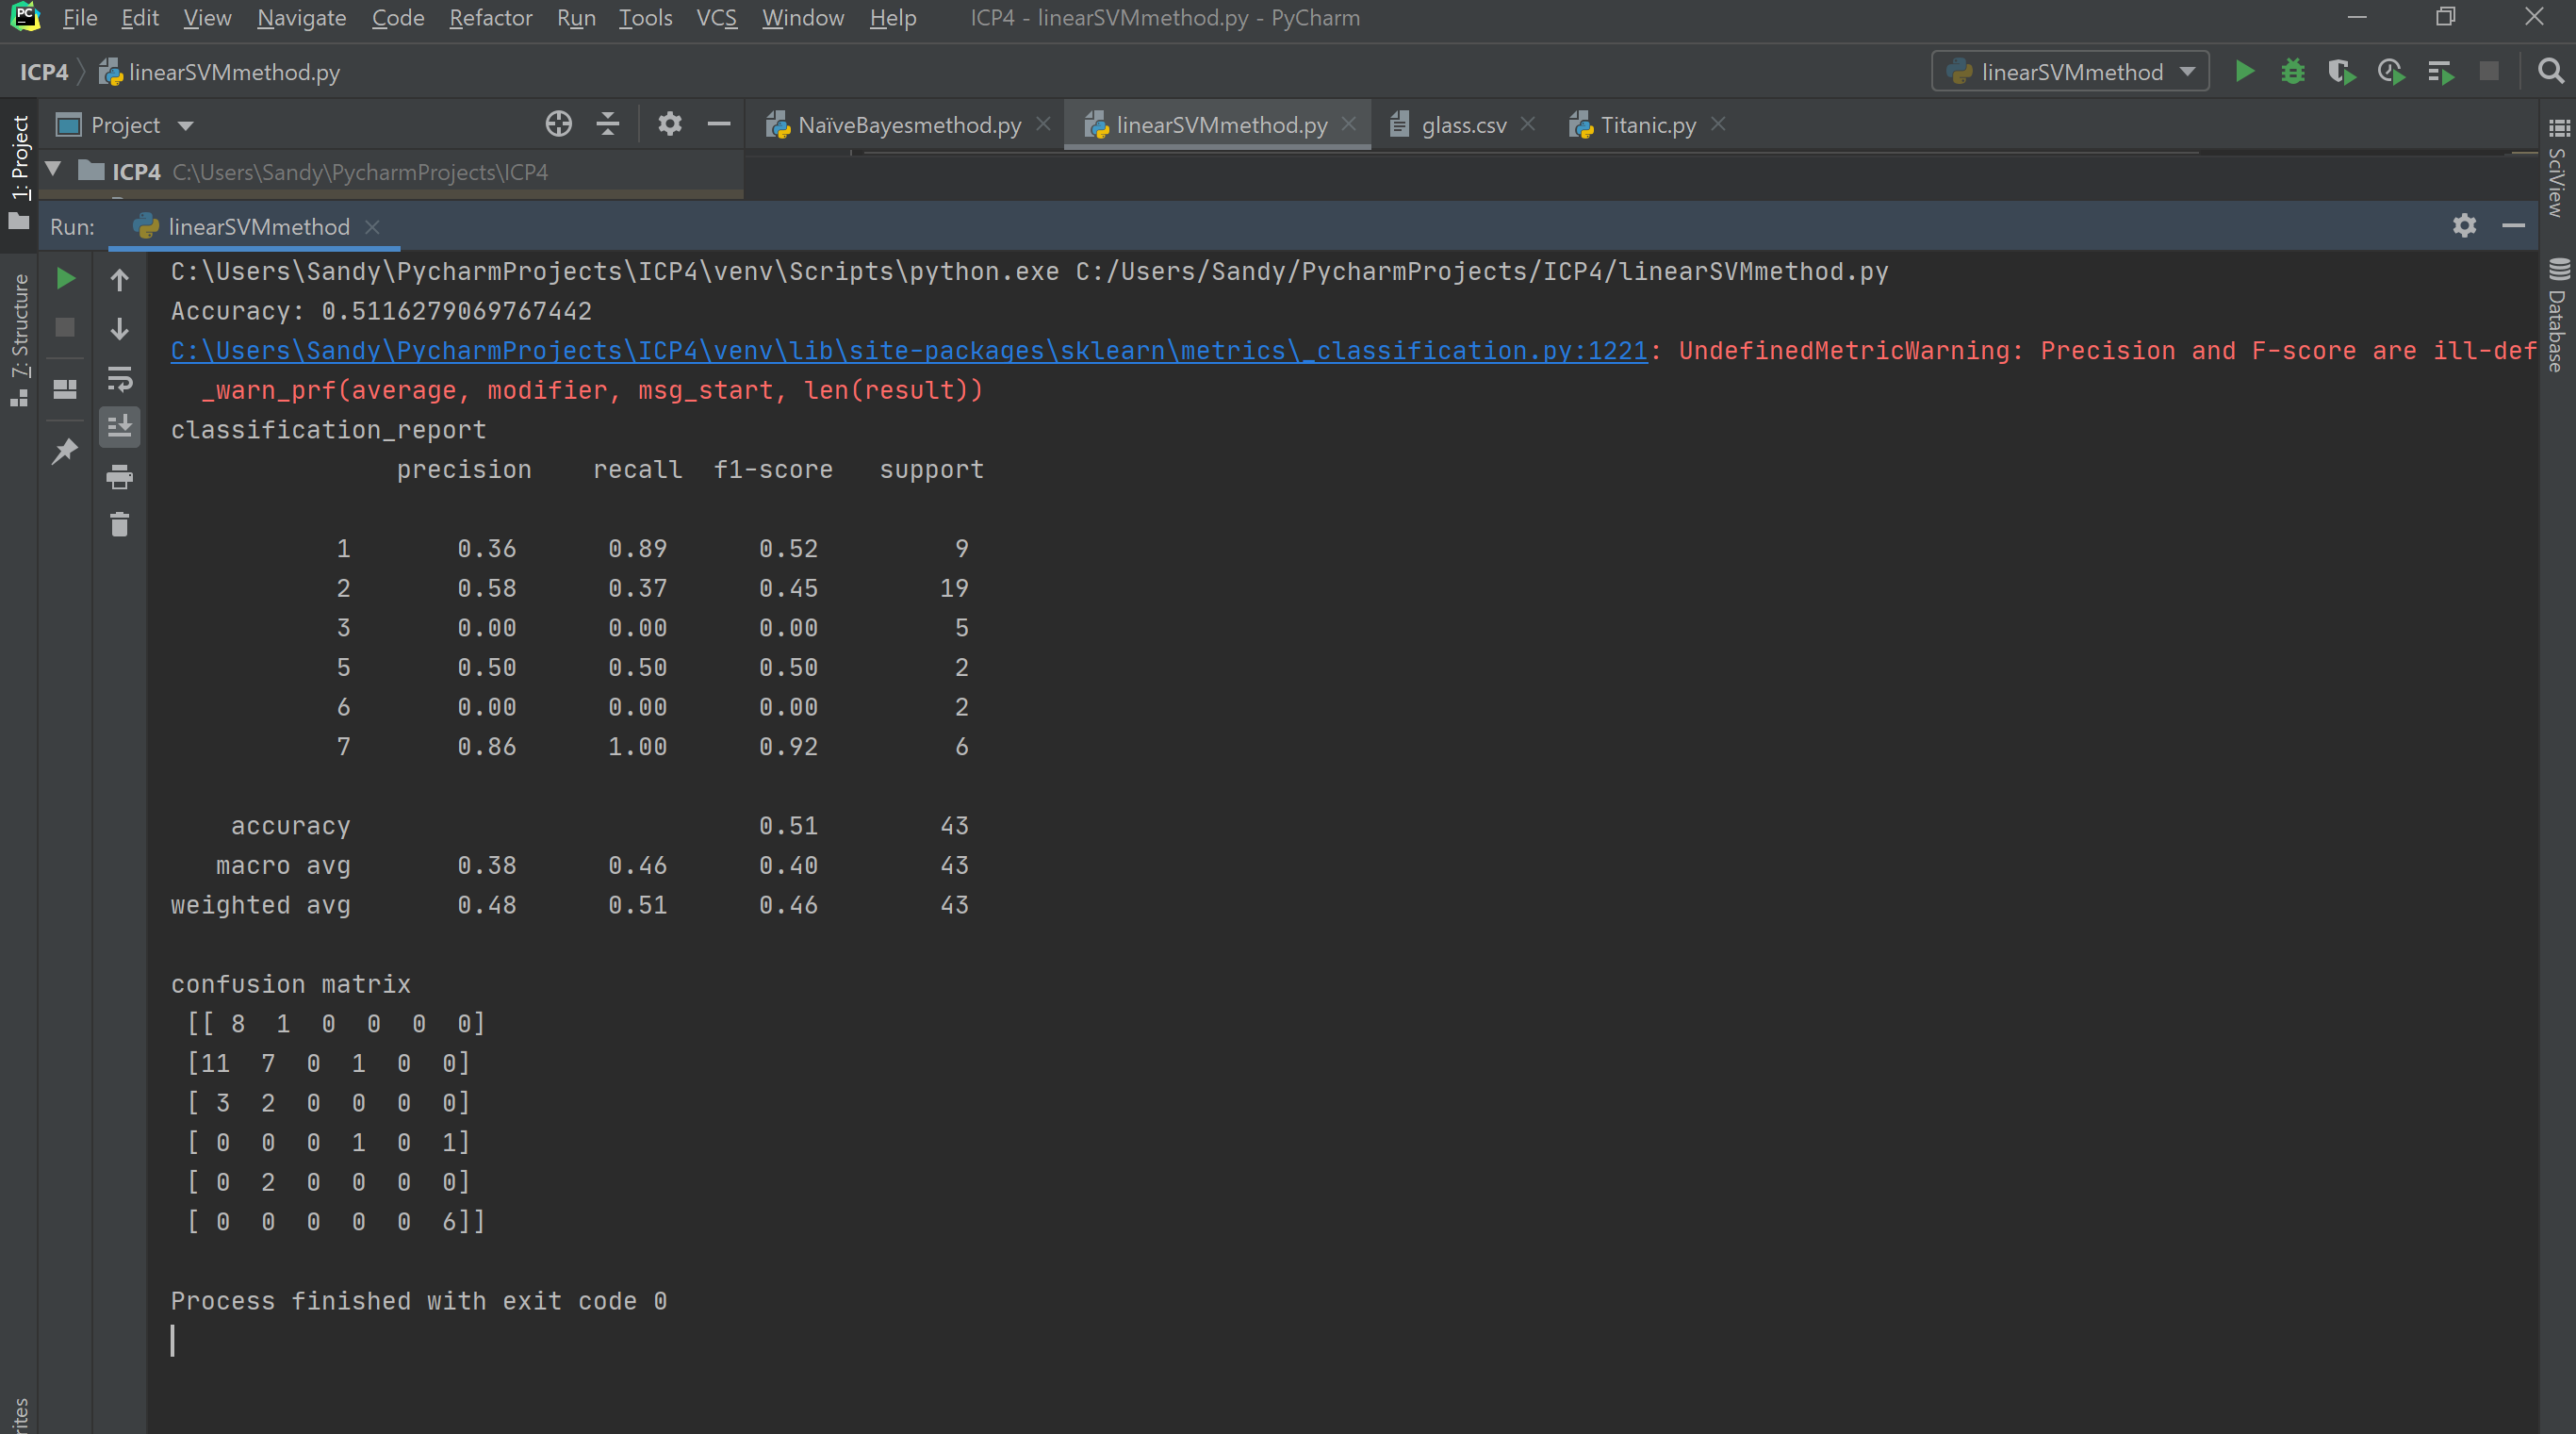 PC File Edit View Navigate Code Refactor Run Tools VCS Window Help ICP4 - linearSVMmethod.py - PyCharm
ICP4 linearSVMmethod.py linearSVMmethod
1: Project
Project NaïveBayesmethod.py linearSVMmethod.py glass.csv Titanic.py
ICP4 C:\Users\Sandy\PycharmProjects\ICP4
SciView
Run: linearSVMmethod
7: Structure
Database
C:\Users\Sandy\PycharmProjects\ICP4\venv\Scripts\python.exe C:/Users/Sandy/PycharmProjects/ICP4/linearSVMmethod.py
Accuracy: 0.5116279069767442
C:\Users\Sandy\PycharmProjects\ICP4\venv\lib\site-packages\sklearn\metrics\_classification.py:1221: UndefinedMetricWarning: Precision and F-score are ill-def
_warn_prf(average, modifier, msg_start, len(result))
classification_report
precision recall f1-score support
1 0.36 0.89 0.52 9
2 0.58 0.37 0.45 19
3 0.00 0.00 0.00 5
5 0.50 0.50 0.50 2
6 0.00 0.00 0.00 2
7 0.86 1.00 0.92 6
accuracy 0.51 43
macro avg 0.38 0.46 0.40 43
weighted avg 0.48 0.51 0.46 43
confusion matrix
[[ 8 1 0 0 0 0]
[11 7 0 1 0 0]
[ 3 2 0 0 0 0]
[ 0 0 0 1 0 1]
[ 0 2 0 0 0 0]
[ 0 0 0 0 0 6]]
Process finished with exit code 0